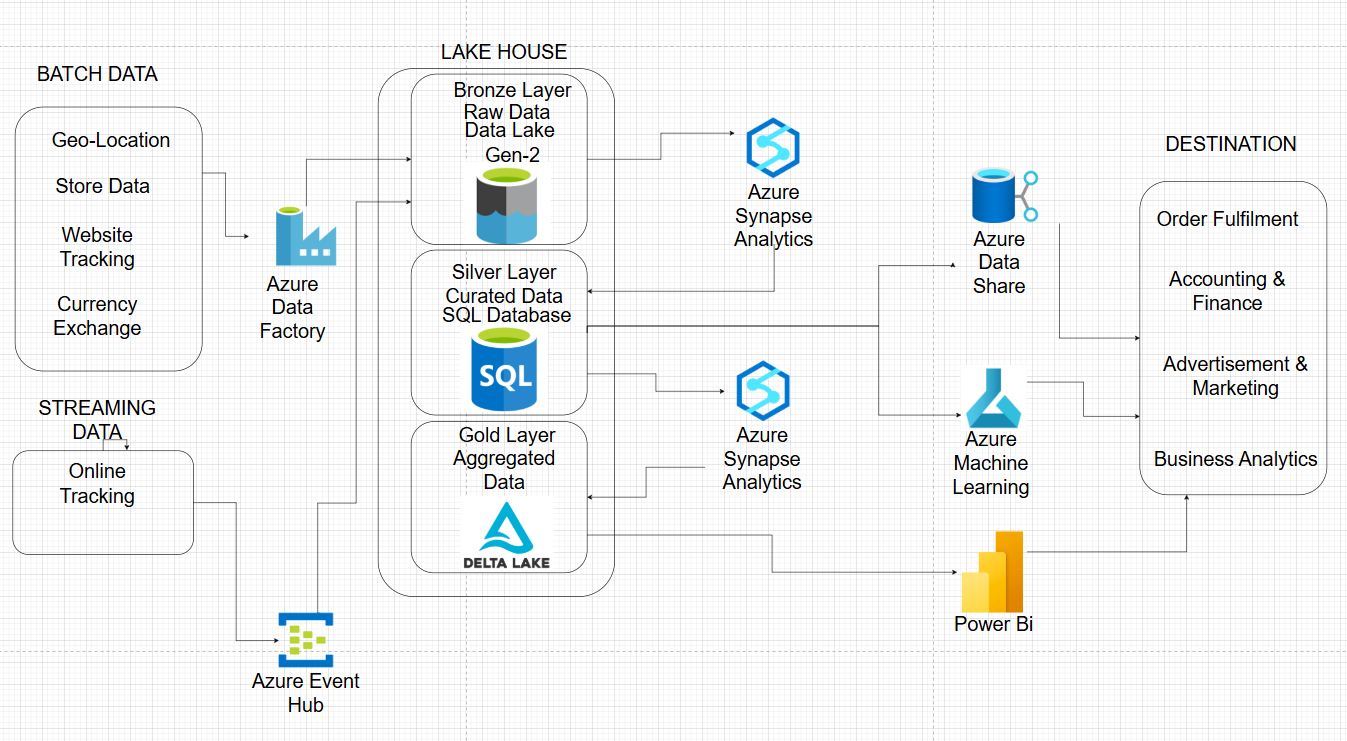 LAKE HOUSE
BATCH DATA
Geo-Location
Store Data
Website
Tracking
Currency
Exchange
STREAMING
DATA
Online
Tracking
Azure
Data
Factory
Azure Event
Hub
Bronze Layer
Raw Data
Data Lake
Gen-2
Silver Layer
Curated Data
SQL Database
SQL
Gold Layer
Aggregated
Data
DELTA LAKE
Azure
Synapse
Analytics
Azure
Synapse
Analytics
Azure
Data
Share
Azure
Machine
Learning
Power Bi
DESTINATION
Order Fulfilment
Accounting &
Finance
Advertisement &
Marketing
Business Analytics